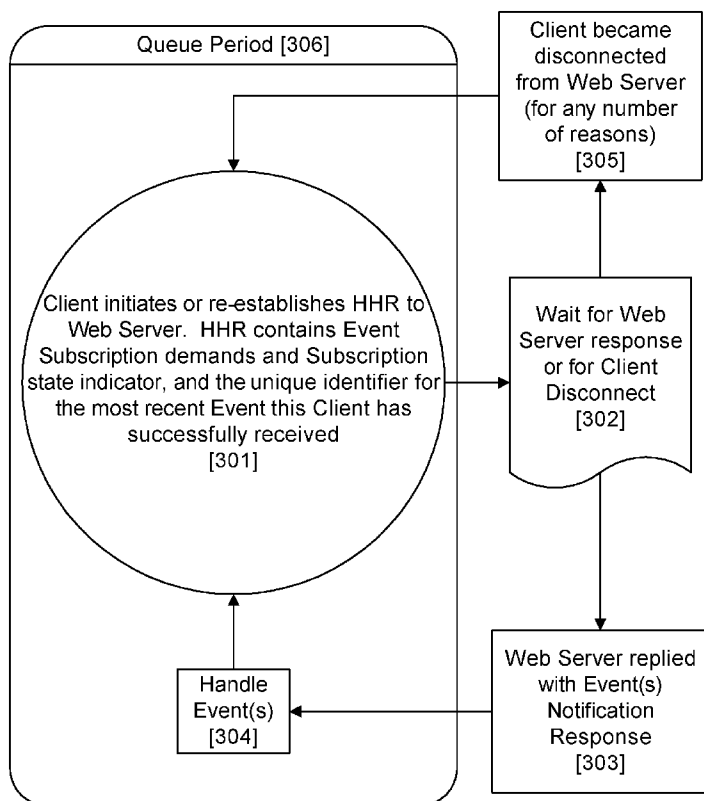 Queue Period [306]
Client became
disconnected
from Web Server
(for any number
of reasons)
[305]
Client initiates or re-establishes HHR to
Web Server. HHR contains Event
Subscription demands and Subscription
state indicator, and the unique identifier for
the most recent Event this Client has
successfully received
[301]
Wait for Web
Server response
or for Client
Disconnect
[302]
Handle
Event(s)
[304]
Web Server replied
with Event(s)
Notification
Response
[303]